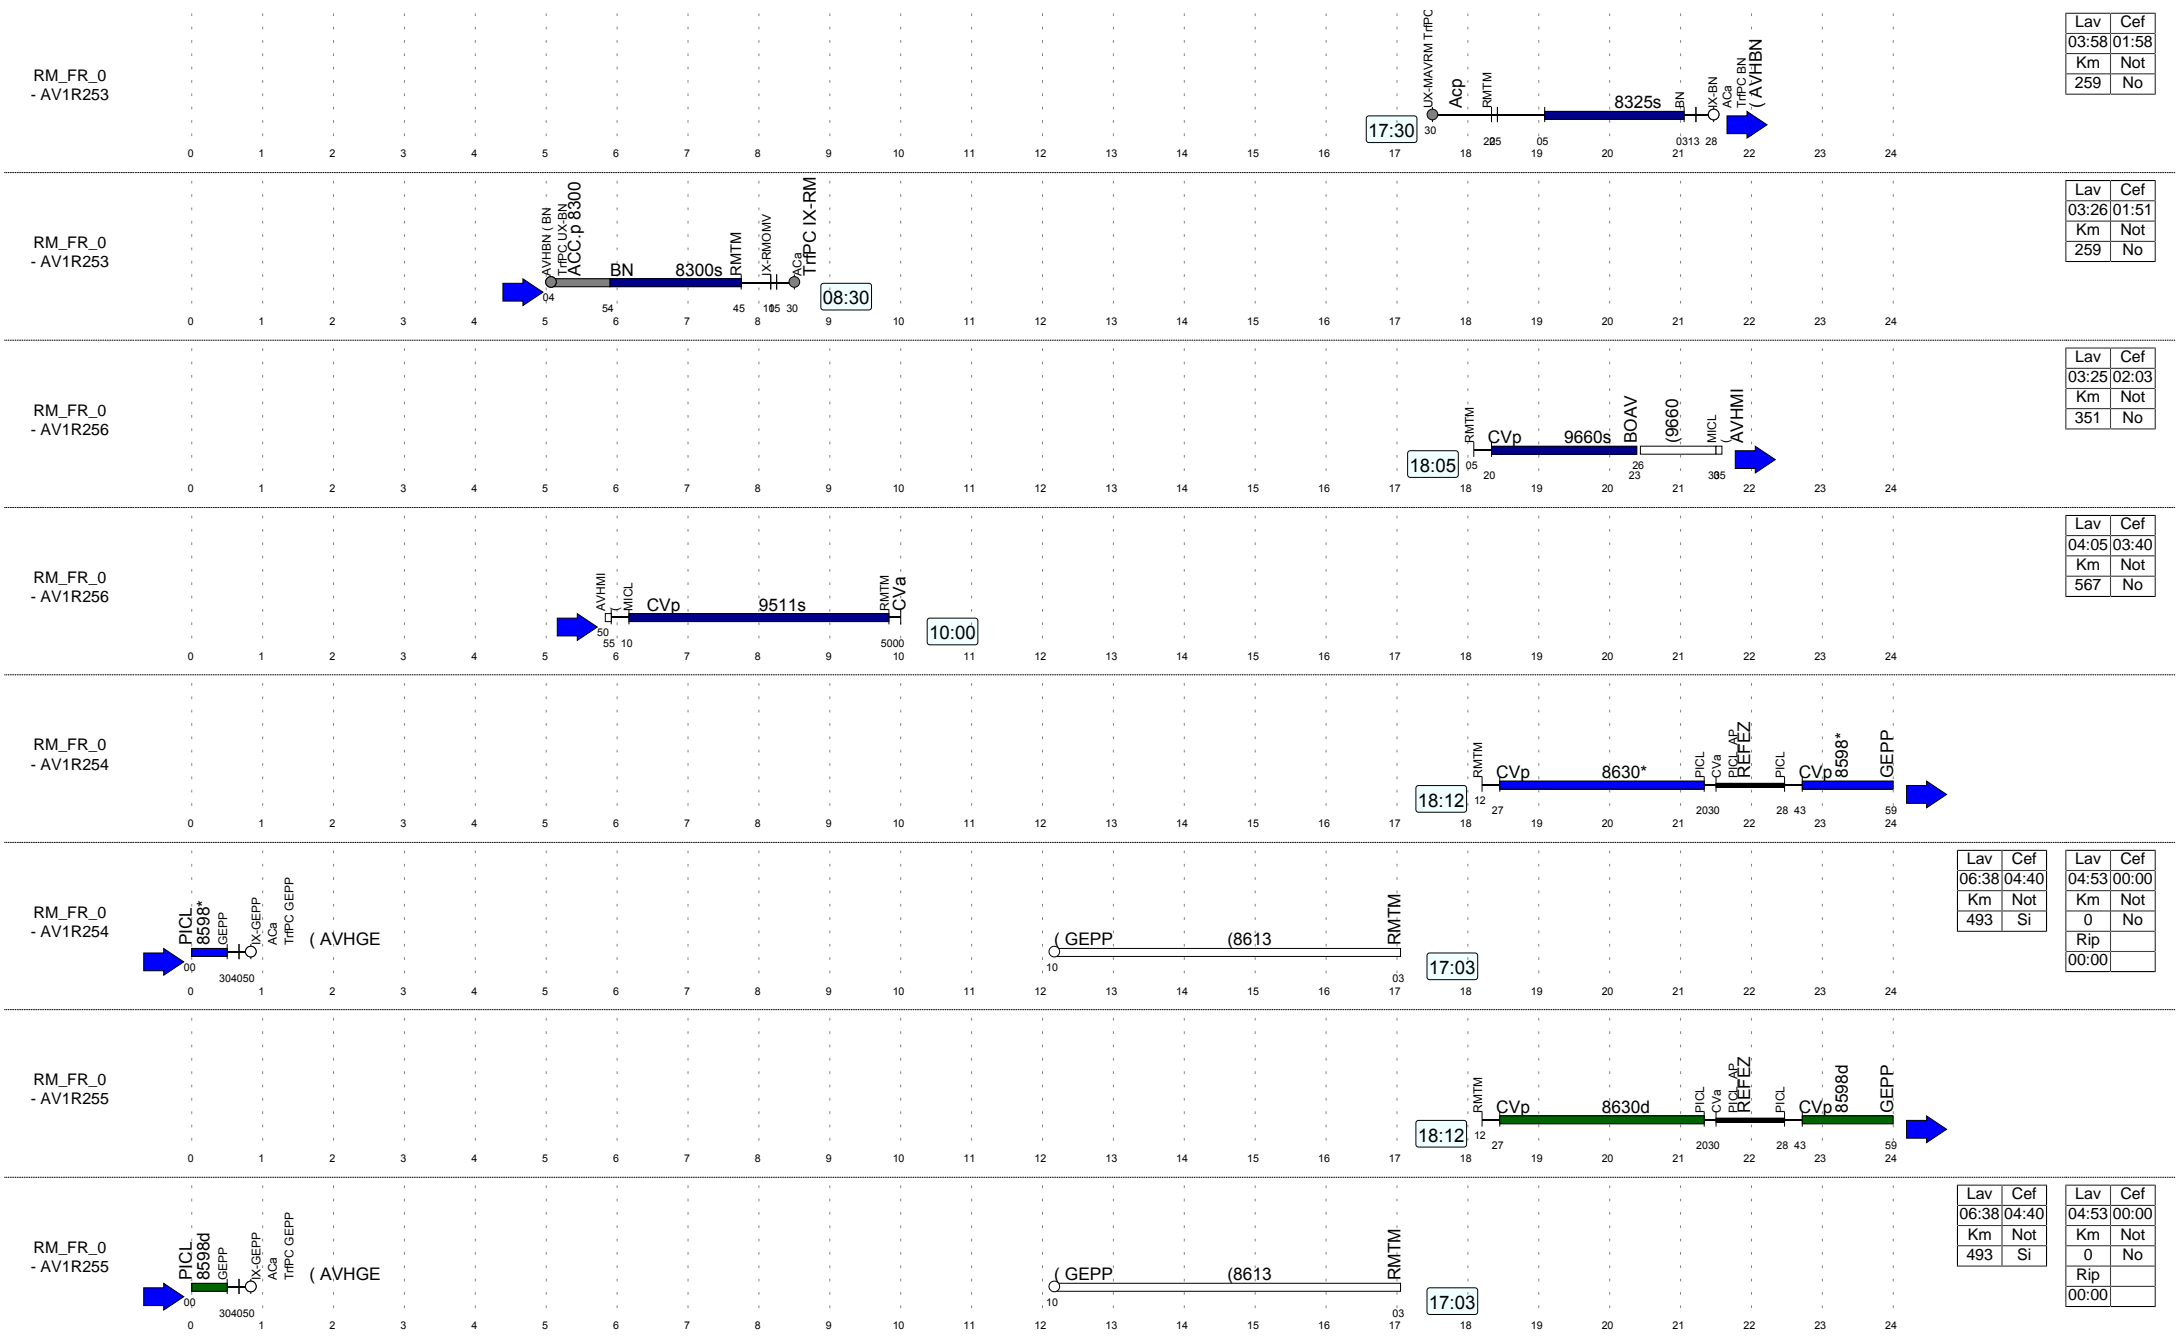 RM_FR_0
- AV1R253
17:30
UX-MAVRM TrfPC
Acp
RMTM
8325s
BN
IX-BN
ACa
TrfPC BN
( AVHBN
30 05 03 13 28
0 1 2 3 4 5 6 7 8 9 10 11 12 13 14 15 16 17 18 19 20 21 22 23 24
Lav Cef
03:58 01:58
Km Not
259 No
RM_FR_0
- AV1R253
AVHBN ( BN
TrfPC UX-BN
ACC.p 8300
BN
8300s
RMTM
IX-RMOMV
ACa
TrfPC IX-RM
08:30
04 54 45 30
0 1 2 3 4 5 6 7 8 9 10 11 12 13 14 15 16 17 18 19 20 21 22 23 24
Lav Cef
03:26 01:51
Km Not
259 No
RM_FR_0
- AV1R256
18:05
RMTM
CVp
9660s
BOAV
(9660
MICL
(
AVHMI
05 20 23 26
0 1 2 3 4 5 6 7 8 9 10 11 12 13 14 15 16 17 18 19 20 21 22 23 24
Lav Cef
03:25 02:03
Km Not
351 No
RM_FR_0
- AV1R256
AVHMI
(
MICL
CVp
9511s
RMTM
CVa
10:00
50 55 10 50 00
0 1 2 3 4 5 6 7 8 9 10 11 12 13 14 15 16 17 18 19 20 21 22 23 24
Lav Cef
04:05 03:40
Km Not
567 No
RM_FR_0
- AV1R254
18:12
RMTM
CVp
8630*
PICL
CVa
PICL_AP
REFEZ
PICL
CVp
8598*
GEPP
12 27 20 30 28 43 59
0 1 2 3 4 5 6 7 8 9 10 11 12 13 14 15 16 17 18 19 20 21 22 23 24
RM_FR_0
- AV1R254
PICL
8598*
GEPP
IX-GEPP
ACa
TrfPC GEPP
( AVHGE
( GEPP
(8613
RMTM
17:03
00 30 40 50 10 03
0 1 2 3 4 5 6 7 8 9 10 11 12 13 14 15 16 17 18 19 20 21 22 23 24
Lav Cef
06:38 04:40
Km Not
493 Si
Lav Cef
04:53 00:00
Km Not
0 No
Rip
00:00
RM_FR_0
- AV1R255
18:12
RMTM
CVp
8630d
PICL
CVa
PICL_AP
REFEZ
PICL
CVp
8598d
GEPP
12 27 20 30 28 43 59
0 1 2 3 4 5 6 7 8 9 10 11 12 13 14 15 16 17 18 19 20 21 22 23 24
RM_FR_0
- AV1R255
PICL
8598d
GEPP
IX-GEPP
ACa
TrfPC GEPP
( AVHGE
( GEPP
(8613
RMTM
17:03
00 30 40 50 10 03
0 1 2 3 4 5 6 7 8 9 10 11 12 13 14 15 16 17 18 19 20 21 22 23 24
Lav Cef
06:38 04:40
Km Not
493 Si
Lav Cef
04:53 00:00
Km Not
0 No
Rip
00:00